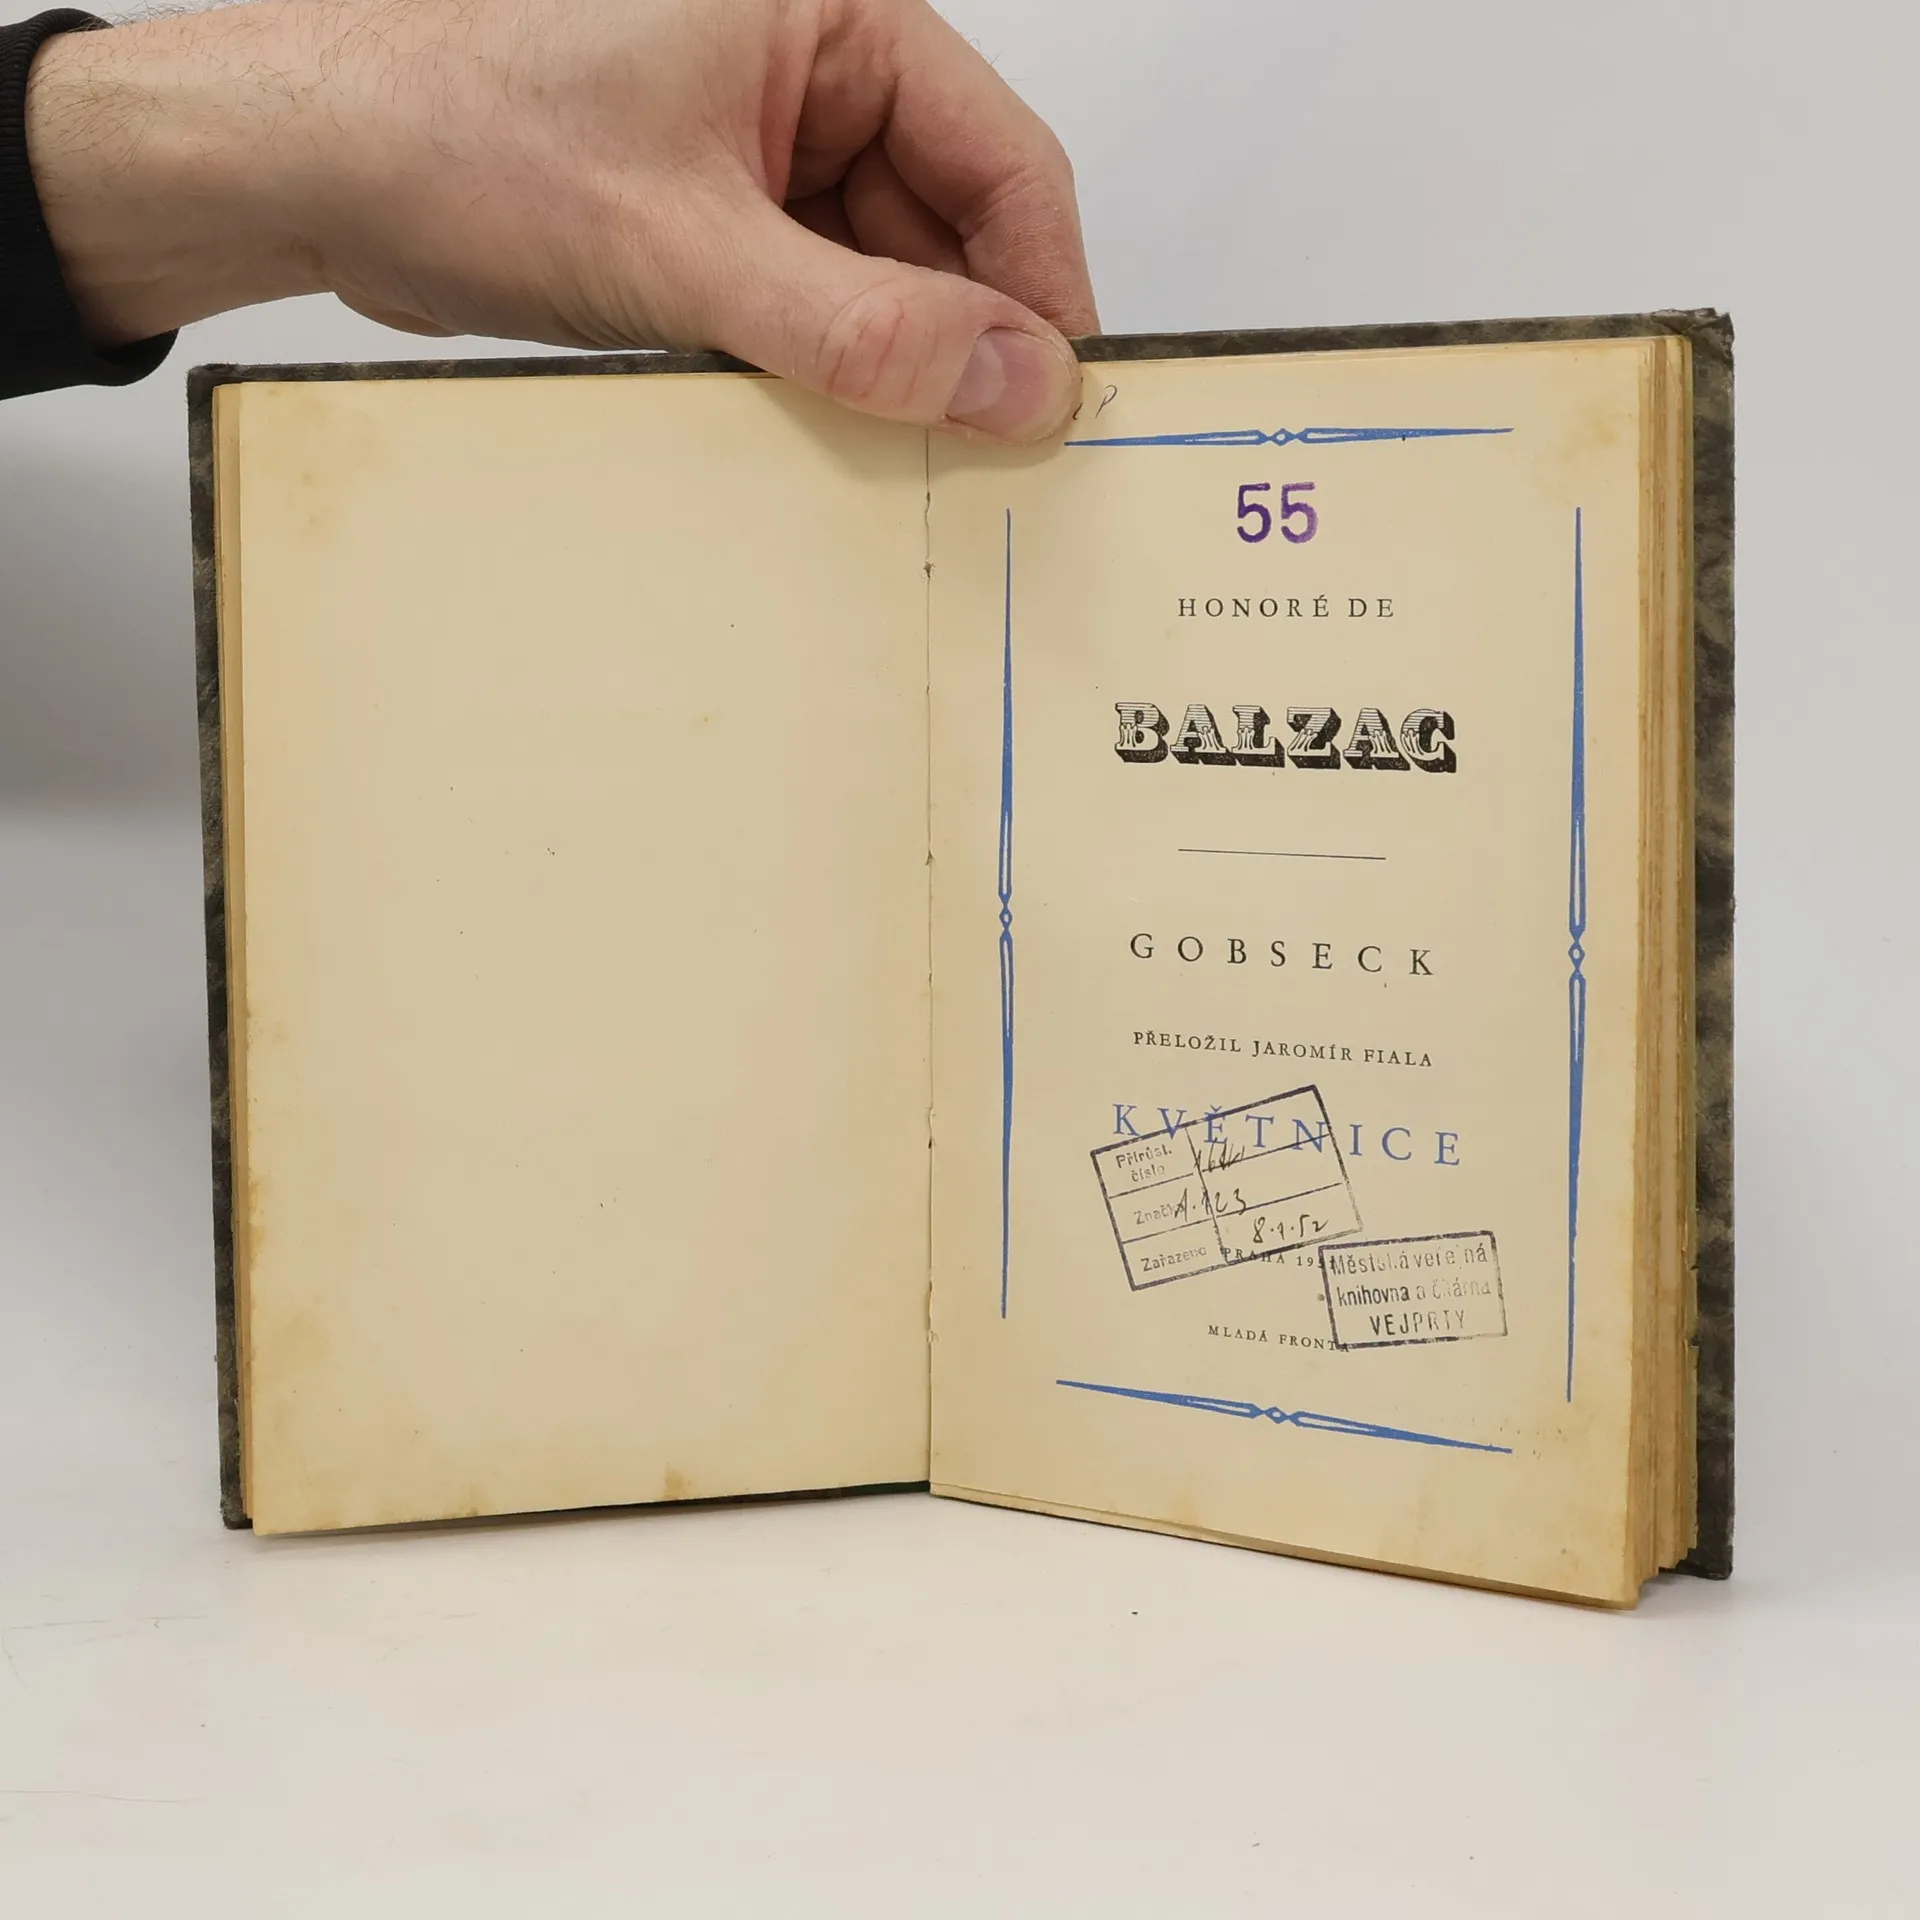 P
55
HONORÉ DE
BALZAC
GOBSECK
PŘELOŽIL JAROMÍR FIALA
KVĚTNICE
Přírůst.
číslo
Značka A.123
Zařazeno 8.1.52
PRAHA
Městská veřejná
knihovna a čítárna
VEJPRTY
MLADÁ FRONTA